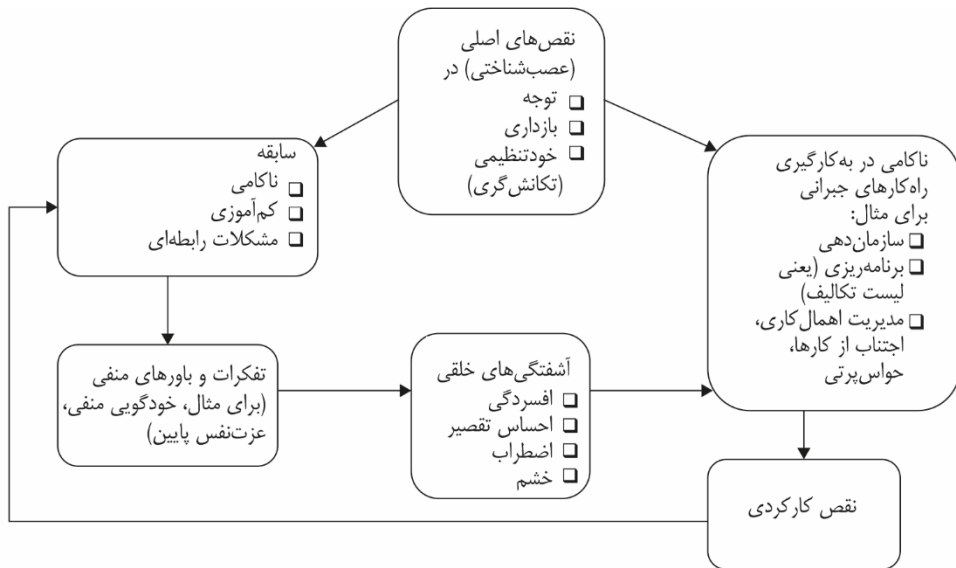 نقص‌های اصلی
(عصب‌شناختی) در
❑ توجه
❑ بازداری
❑ خودتنظیمی
(تکانش‌گری)
سابقه
❑ ناکامی
❑ کم‌آموزی
❑ مشکلات رابطه‌ای
ناکامی در به‌کارگیری
راه‌کارهای جبرانی
برای مثال:
❑ سازمان‌دهی
❑ برنامه‌ریزی (یعنی
لیست تکالیف)
❑ مدیریت اهمال‌کاری،
اجتناب از کارها،
حواس‌پرتی
تفکرات و باورهای منفی
(برای مثال، خودگویی منفی،
عزت‌نفس پایین)
آشفتگی‌های خلقی
❑ افسردگی
❑ احساس تقصیر
❑ اضطراب
❑ خشم
نقص کارکردی